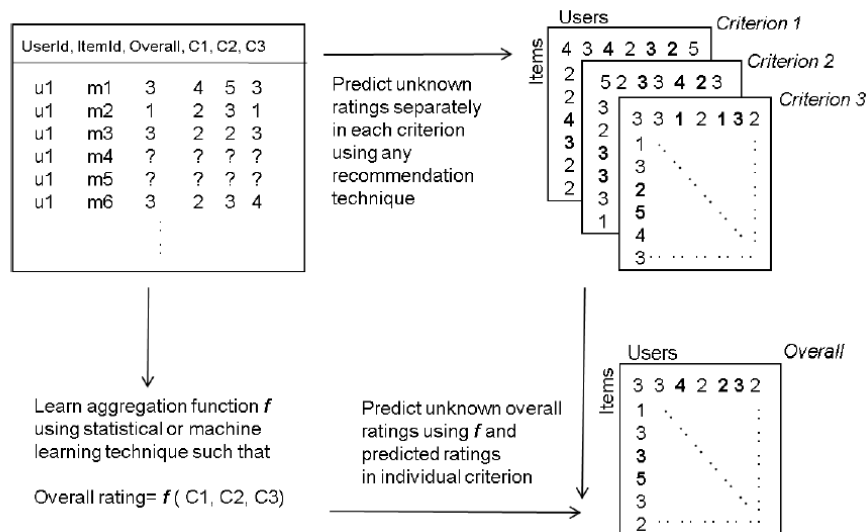 UserId, ItemId, Overall, C1, C2, C3
u1 m1 3 4 5 3
u1 m2 1 2 3 1
u1 m3 3 2 2 3
u1 m4 ? ? ? ?
u1 m5 ? ? ? ?
u1 m6 3 2 3 4
Predict unknown
ratings separately
in each criterion
using any
recommendation
technique
Users
Items
Criterion 1
4 3 4 2 3 2 5
2
2
4
3
2
2
Criterion 2
5 2 3 3 4 2 3
3
2
3
3
3
1
Criterion 3
3 3 1 2 1 3 2
1
3
2
5
4
3
Learn aggregation function f
using statistical or machine
learning technique such that
Overall rating= f ( C1, C2, C3)
Predict unknown overall
ratings using f and
predicted ratings
in individual criterion
Users
Items
Overall
3 3 4 2 2 3 2
1
3
3
5
3
2